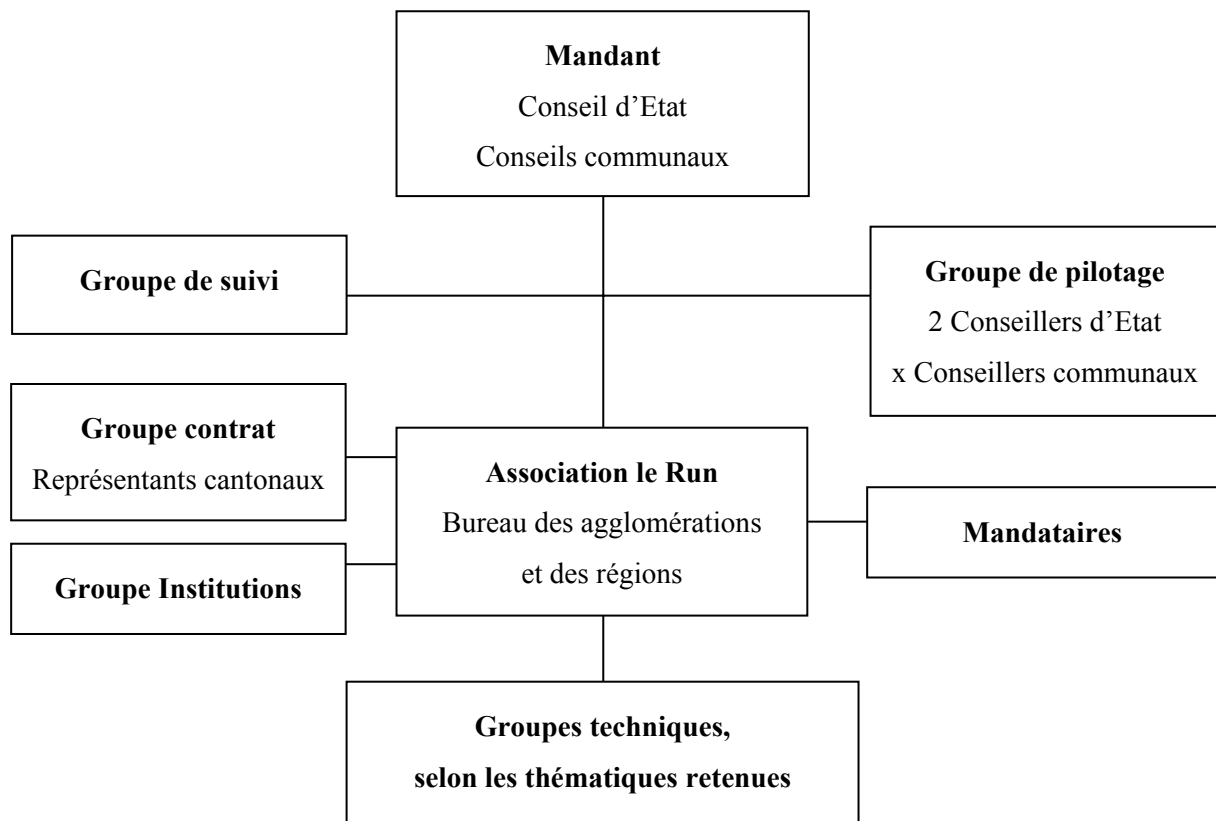 Mandant
Conseil d’Etat
Conseils communaux
Groupe de suivi
Groupe de pilotage
2 Conseillers d’Etat
x Conseillers communaux
Groupe contrat
Représentants cantonaux
Association le Run
Bureau des agglomérations
et des régions
Mandataires
Groupe Institutions
Groupes techniques,
selon les thématiques retenues